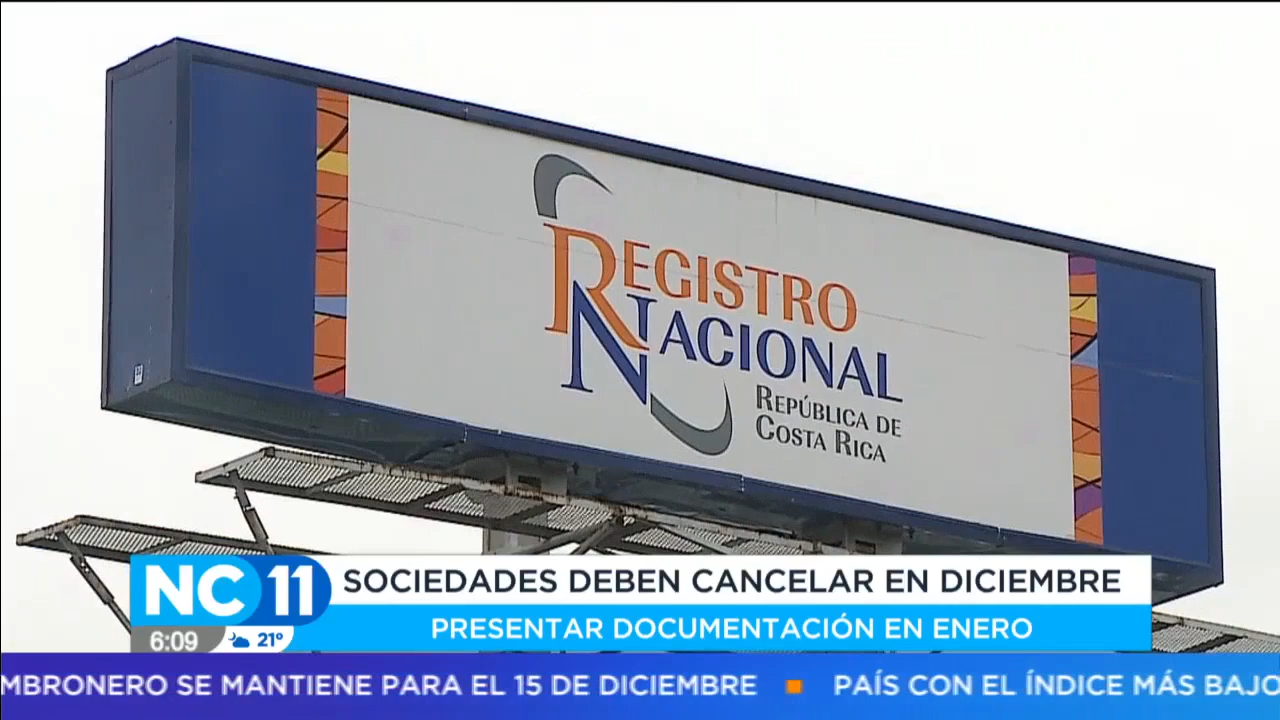 REGISTRO
NACIONAL
REPÚBLICA DE
COSTA RICA
NC 11
SOCIEDADES DEBEN CANCELAR EN DICIEMBRE
PRESENTAR DOCUMENTACIÓN EN ENERO
6:09
21º
MBRONERO SE MANTIENE PARA EL 15 DE DICIEMBRE
PAÍS CON EL ÍNDICE MÁS BAJO